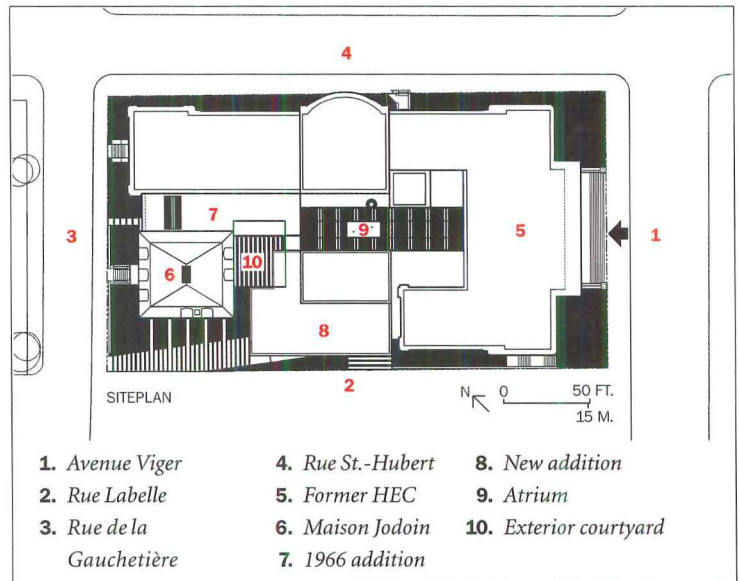 4
7
9
5
3
1
6
10
8
2
SITEPLAN
N
0 50 FT.
15 M.
1. Avenue Viger
2. Rue Labelle
3. Rue de la
Gauchetière
4. Rue St.-Hubert
5. Former HEC
6. Maison Jodoin
7. 1966 addition
8. New addition
9. Atrium
10. Exterior courtyard